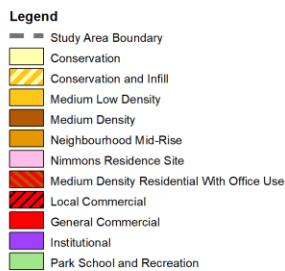 Legend
Study Area Boundary
Conservation
Conservation and Infill
Medium Low Density
Medium Density
Neighbourhood Mid-Rise
Nimmons Residence Site
Medium Density Residential With Office Use
Local Commercial
General Commercial
Institutional
Park School and Recreation